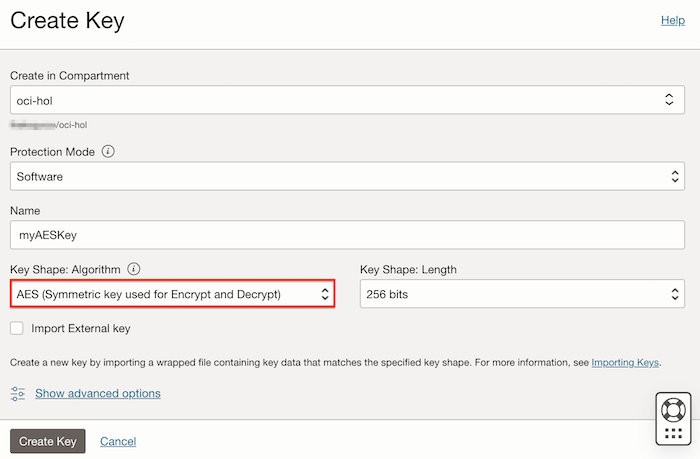 Create Key
Help
Create in Compartment
oci-hol
/oci-hol
Protection Mode
Software
Name
myAESKey
Key Shape: Algorithm
Key Shape: Length
AES (Symmetric key used for Encrypt and Decrypt)
256 bits
Import External key
Create a new key by importing a wrapped file containing key data that matches the specified key shape. For more information, see Importing Keys.
Show advanced options
Create Key
Cancel